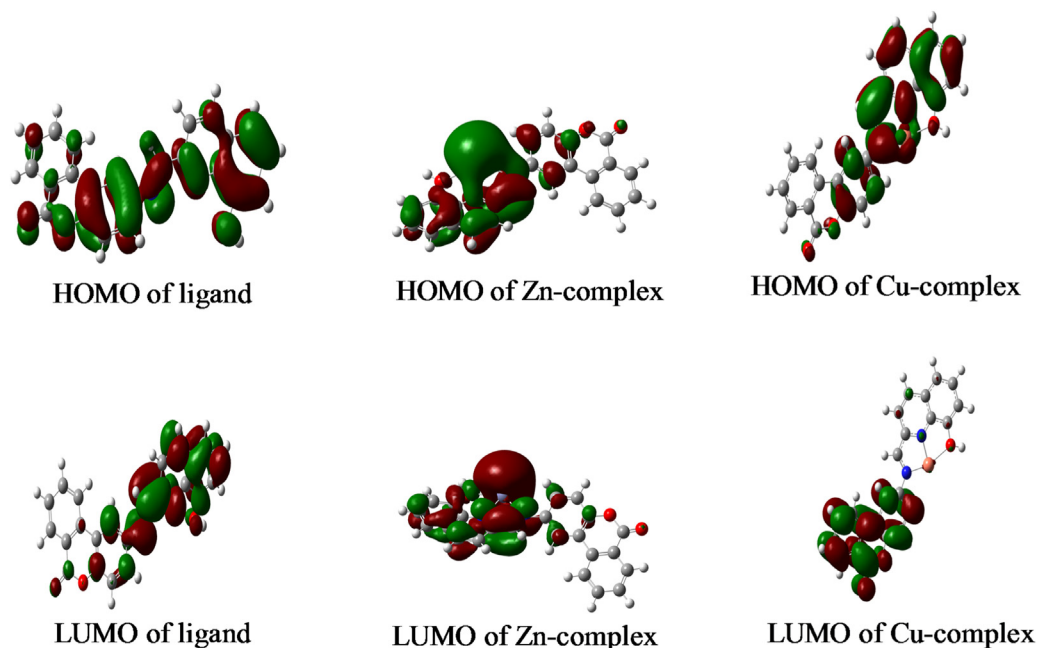 HOMO of ligand
HOMO of Zn-complex
HOMO of Cu-complex
LUMO of ligand
LUMO of Zn-complex
LUMO of Cu-complex